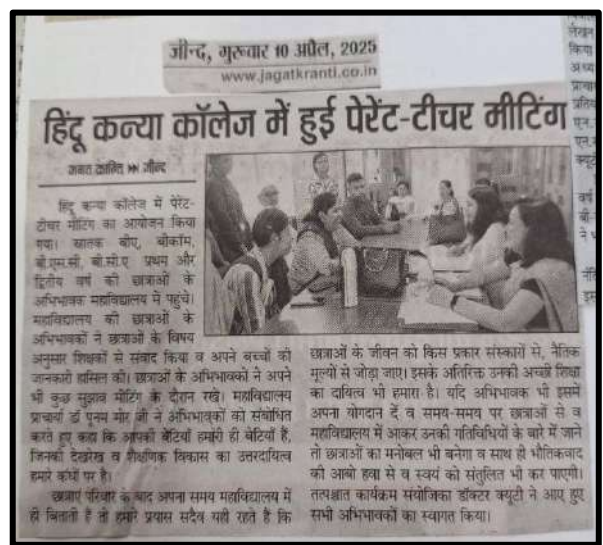 जीन्द, गुरूवार 10 अप्रैल, 2025
www.jagatkranti.co.in
हिंदू कन्या कॉलेज में हुई पेरेंट-टीचर मीटिंग
जगत क्रान्ति >> जीन्द
हिंदू कन्या कॉलेज में पेरेंट-
टीचर मीटिंग का आयोजन किया
गया। स्नातक बीए, बीकॉम,
बी.एस.सी, बी.सी.ए प्रथम और
द्वितीय वर्ष की छात्राओं के
अभिभावक महाविद्यालय में पहुंचे।
महाविद्यालय की छात्राओं के
अभिभावकों ने छात्राओं के विषय
अनुसार शिक्षकों से संवाद किया व अपने बच्चों की
जानकारी हासिल की। छात्राओं के अभिभावकों ने अपने
भी कुछ सुझाव मीटिंग के दौरान रखे। महाविद्यालय
प्राचार्या डॉ पूनम मोर जी ने अभिभावकों को संबोधित
करते हुए कहा कि आपकी बेटियां हमारी ही बेटियाँ हैं,
जिनकी देखरेख व शैक्षणिक विकास का उत्तरदायित्व
हमारे कंधों पर है।
छात्राएं परिवार के बाद अपना समय महाविद्यालय में
ही बिताती हैं तो हमारे प्रयास सदैव यही रहते हैं कि
छात्राओं के जीवन को किस प्रकार संस्कारों से, नैतिक
मूल्यों से जोड़ा जाए। इसके अतिरिक्त उनकी अच्छी शिक्षा
का दायित्व भी हमारा है। यदि अभिभावक भी इसमें
अपना योगदान दें व समय-समय पर छात्राओं से व
महाविद्यालय में आकर उनकी गतिविधियों के बारे में जाने
तो छात्राओं का मनोबल भी बनेगा व साथ ही भौतिकवाद
की आबो हवा से व स्वयं को संतुलित भी कर पाएगी।
तत्पश्चात कार्यक्रम संयोजिका डॉक्टर क्यूटी ने आए हुए
सभी अभिभावकों का स्वागत किया।